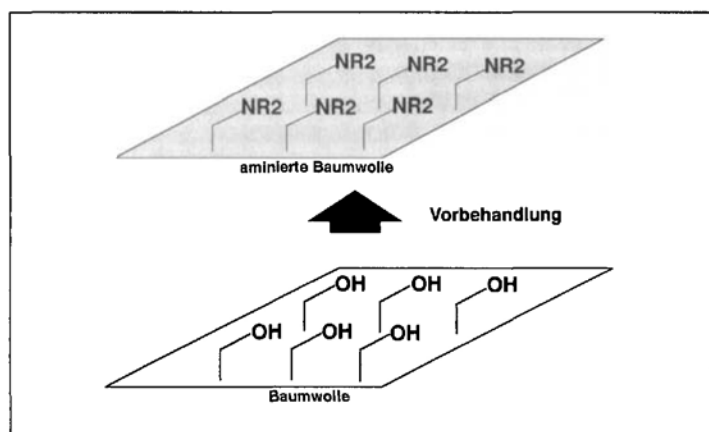 NR2
NR2 NR2
NR2 NR2 NR2
aminierte Baumwolle
Vorbehandlung
OH
OH OH
OH OH OH
Baumwolle